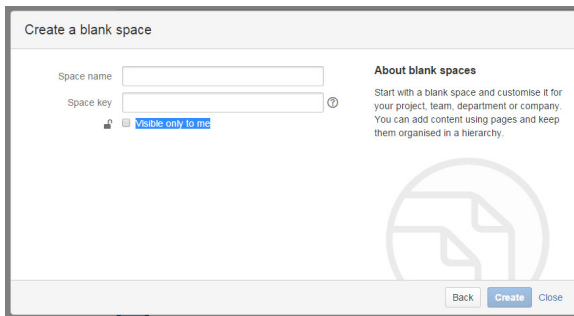 Create a blank space
Space name
Space key
Visible only to me
About blank spaces
Start with a blank space and customise it for
your project, team, department or company.
You can add content using pages and keep
them organised in a hierarchy.
Back
Create
Close